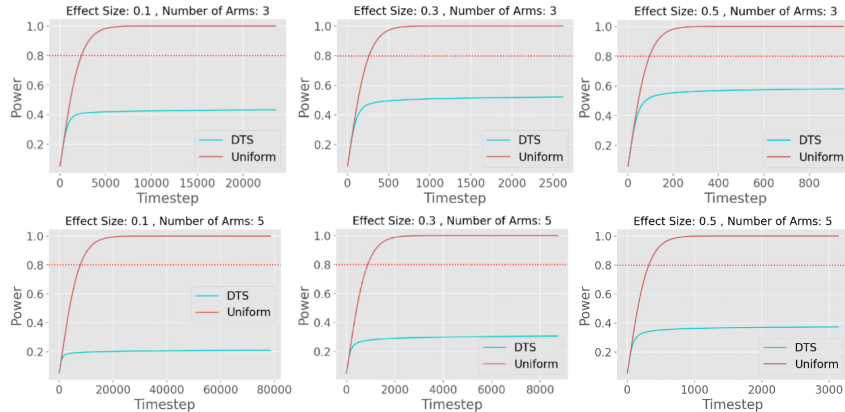 Effect Size: 0.1 , Number of Arms: 3
1.0
0.8
0.6
0.4
0.2
Power
DTS
Uniform
0 5000 10000 15000 20000
Timestep
Effect Size: 0.3 , Number of Arms: 3
1.0
0.8
0.6
0.4
0.2
Power
DTS
Uniform
0 500 1000 1500 2000 2500
Timestep
Effect Size: 0.5 , Number of Arms: 3
1.0
0.8
0.6
0.4
0.2
Power
DTS
Uniform
0 200 400 600 800
Timestep
Effect Size: 0.1 , Number of Arms: 5
1.0
0.8
0.6
0.4
0.2
Power
DTS
Uniform
0 20000 40000 60000 80000
Timestep
Effect Size: 0.3 , Number of Arms: 5
1.0
0.8
0.6
0.4
0.2
Power
DTS
Uniform
0 2000 4000 6000 8000
Timestep
Effect Size: 0.5 , Number of Arms: 5
1.0
0.8
0.6
0.4
0.2
Power
DTS
Uniform
0 1000 2000 3000
Timestep